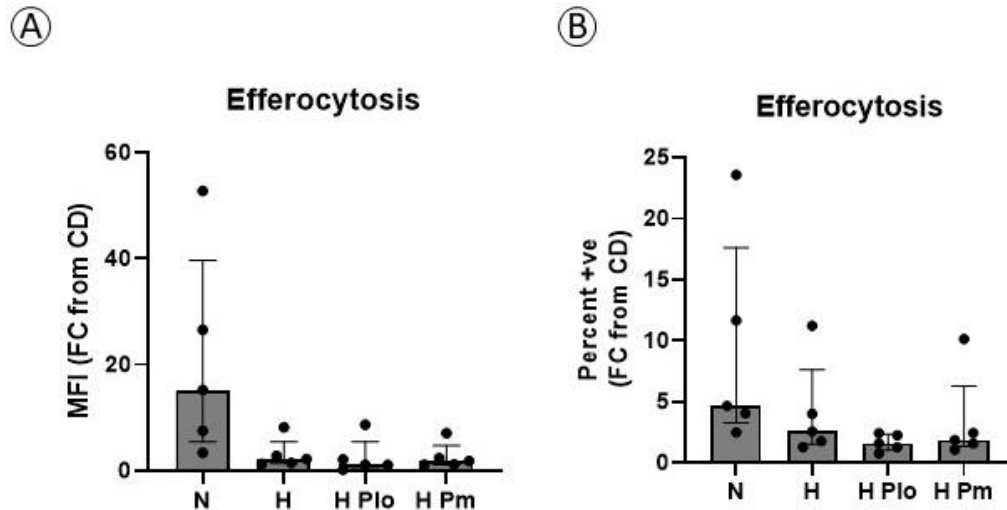 A
Efferocytosis
MFI (FC from CD)
60
40
20
0
N H H Plo H Pm
B
Efferocytosis
Percent +ve
(FC from CD)
25
20
15
10
5
0
N H H Plo H Pm